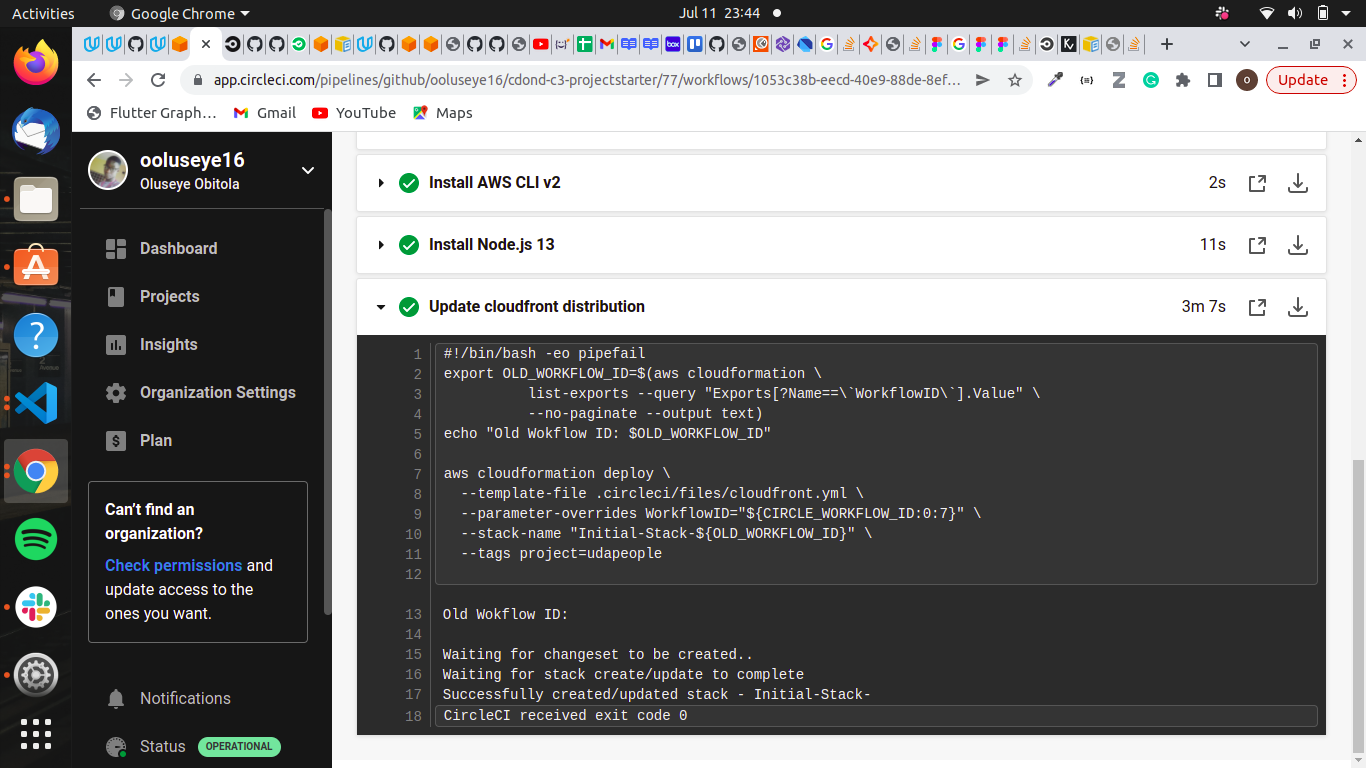 Activities
Google Chrome
Jul 11 23:44
app.circleci.com/pipelines/github/ooluseye16/cdond-c3-projectstarter/77/workflows/1053c38b-eecd-40e9-88de-8ef…
Update
Flutter Graph…
Gmail
YouTube
Maps
ooluseye16
Oluseye Obitola
Dashboard
Projects
Insights
Organization Settings
Plan
Can't find an
organization?
Check permissions and
update access to the
ones you want.
Notifications
Status OPERATIONAL
Install AWS CLI v2 2s
Install Node.js 13 11s
Update cloudfront distribution 3m 7s
1 #!/bin/bash -eo pipefail
2 export OLD_WORKFLOW_ID=$(aws cloudformation \
3 list-exports --query "Exports[?Name==\`WorkflowID\`].Value" \
4 --no-paginate --output text)
5 echo "Old Wokflow ID: $OLD_WORKFLOW_ID"
6
7 aws cloudformation deploy \
8 --template-file .circleci/files/cloudfront.yml \
9 --parameter-overrides WorkflowID="${CIRCLE_WORKFLOW_ID:0:7}" \
10 --stack-name "Initial-Stack-${OLD_WORKFLOW_ID}" \
11 --tags project=udapeople
12
13 Old Wokflow ID:
14
15 Waiting for changeset to be created..
16 Waiting for stack create/update to complete
17 Successfully created/updated stack - Initial-Stack-
18 CircleCI received exit code 0